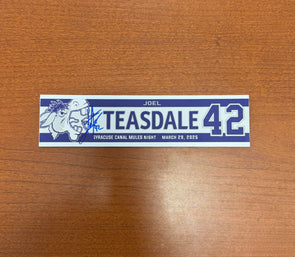 JOEL
TEASDALE 42
SYRACUSE CANAL MULES NIGHT MARCH 29, 2025